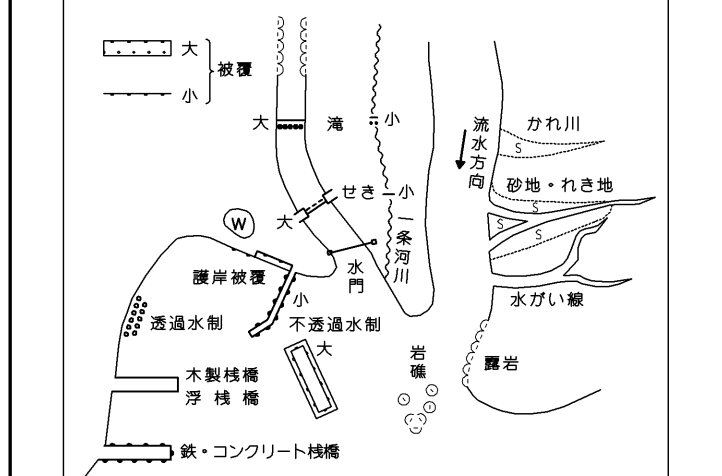 大
被覆
小
大
滝
小
流水方向
かれ川
S
砂地・れき地
せき
小
S
大
W
一条河川
S
S
水門
護岸被覆
小
水がい線
透過水制
不透過水制
大
岩礁
露岩
木製桟橋
浮桟橋
鉄・コンクリート桟橋